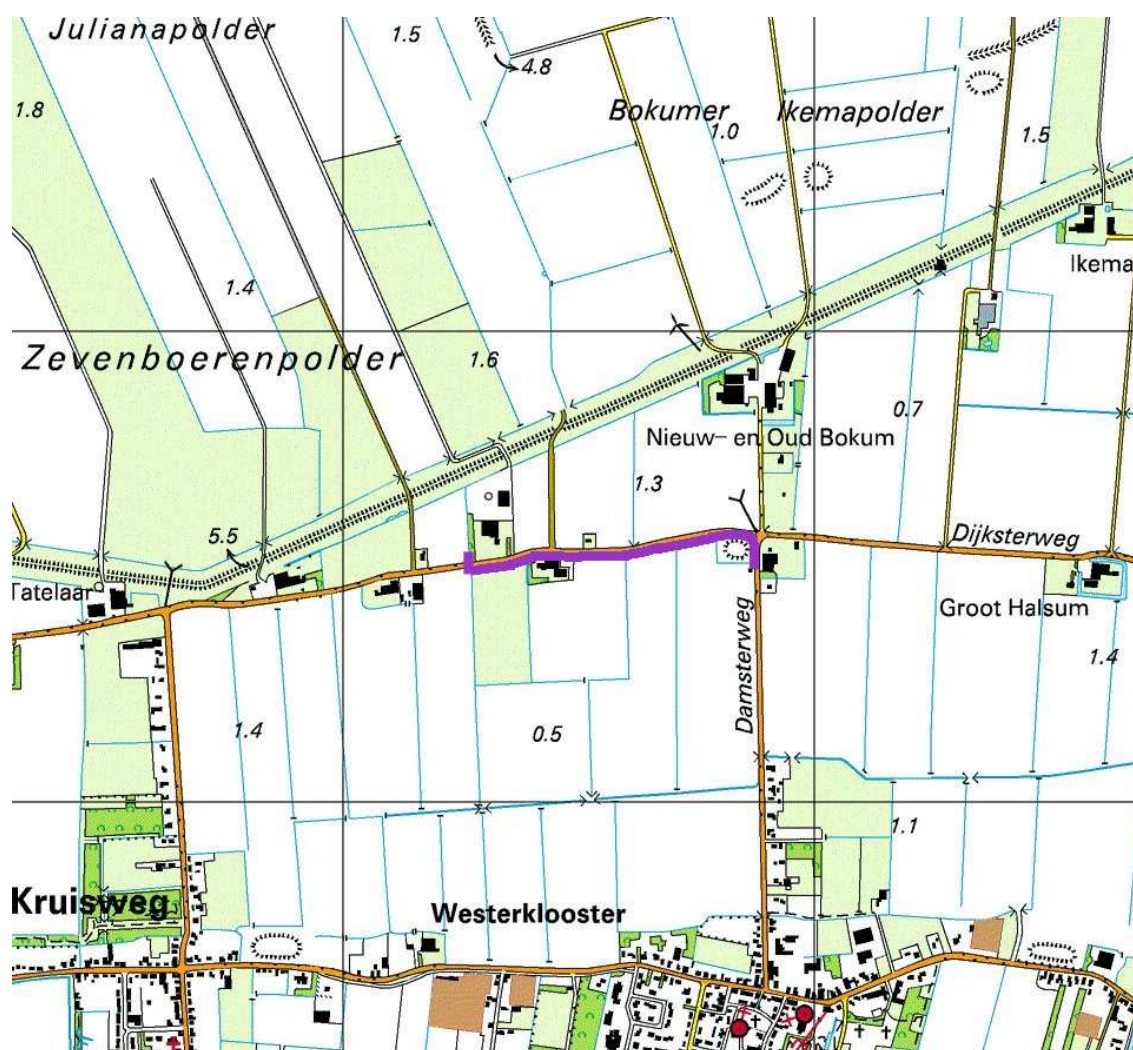 Julianapolder
1.5
4.8
1.8
Bokumer
Ikemapolder
1.0
1.5
Ikema
1.4
Zevenboerenpolder
1.6
0.7
Nieuw- en Oud Bokum
1.3
5.5
Dijksterweg
Tatelaar
Groot Halsum
Damsterweg
1.4
1.4
0.5
1.1
Kruisweg
Westerklooster